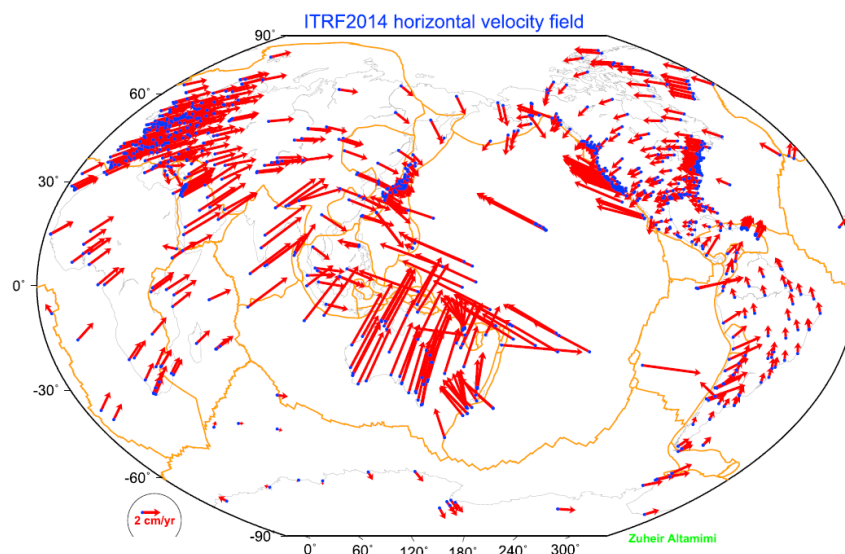 ITRF2014 horizontal velocity field
90˚
60˚
30˚
0˚
-30˚
-60˚
-90˚
2 cm/yr
0˚ 60˚ 120˚ 180˚ 240˚ 300˚
Zuheir Altamimi